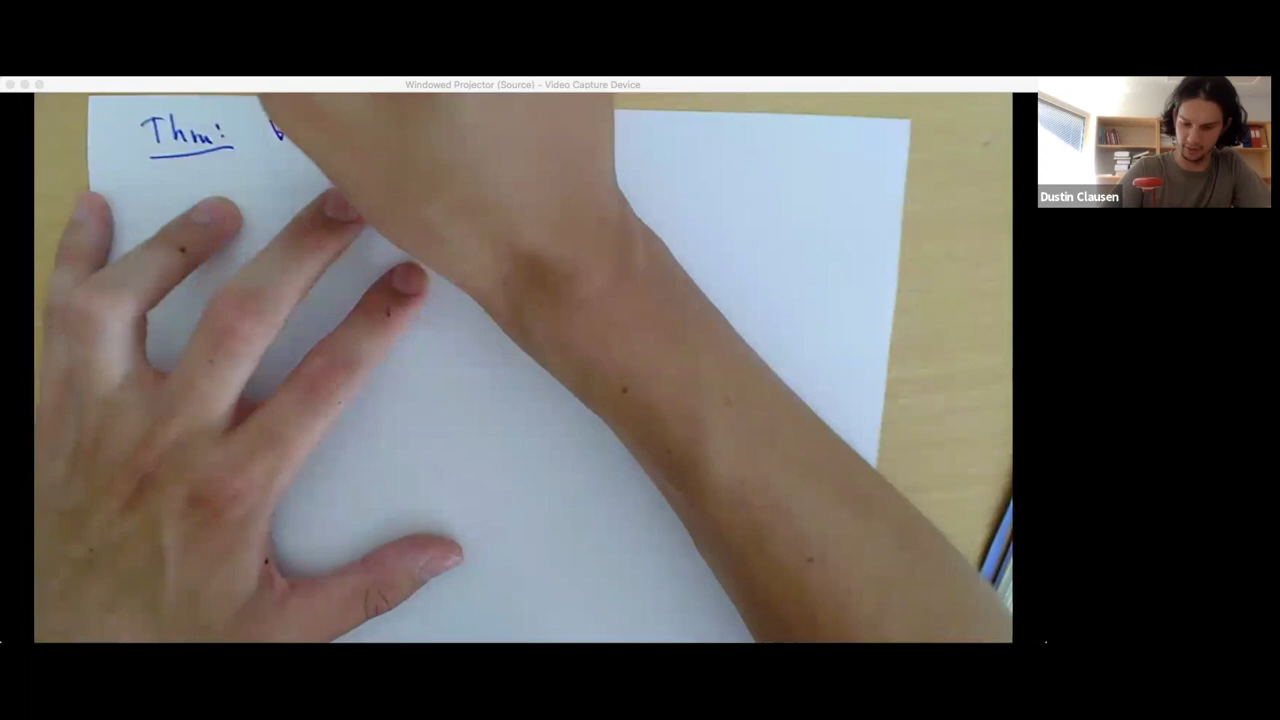 Windowed Projector (Source) - Video Capture Device
Thm:
Dustin Clausen